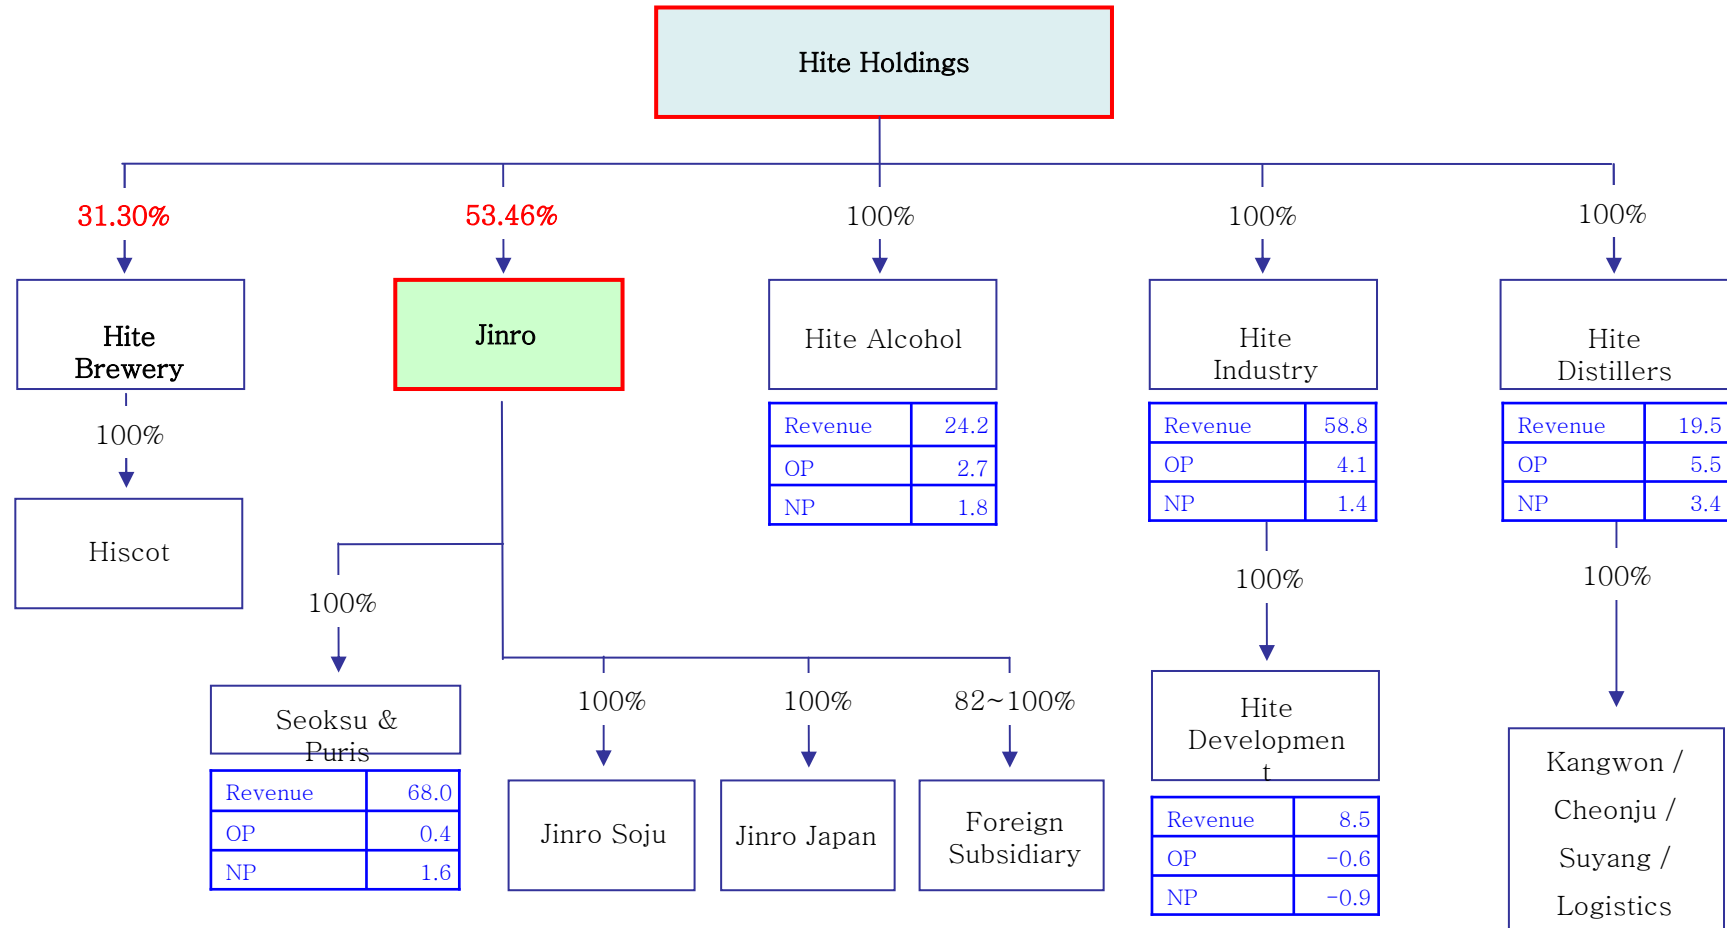 Hite Holdings
31.30%
53.46%
100%
100%
100%
Hite
Brewery
Jinro
Hite Alcohol
Hite
Industry
Hite
Distillers
Revenue 24.2
OP 2.7
NP 1.8
Revenue 58.8
OP 4.1
NP 1.4
Revenue 19.5
OP 5.5
NP 3.4
100%
Hiscot
100%
Seoksu &
Puris
Revenue 68.0
OP 0.4
NP 1.6
100%
Jinro Soju
100%
Jinro Japan
82~100%
Foreign
Subsidiary
100%
Hite
Developmen
t
Revenue 8.5
OP -0.6
NP -0.9
100%
Kangwon /
Cheonju /
Suyang /
Logistics